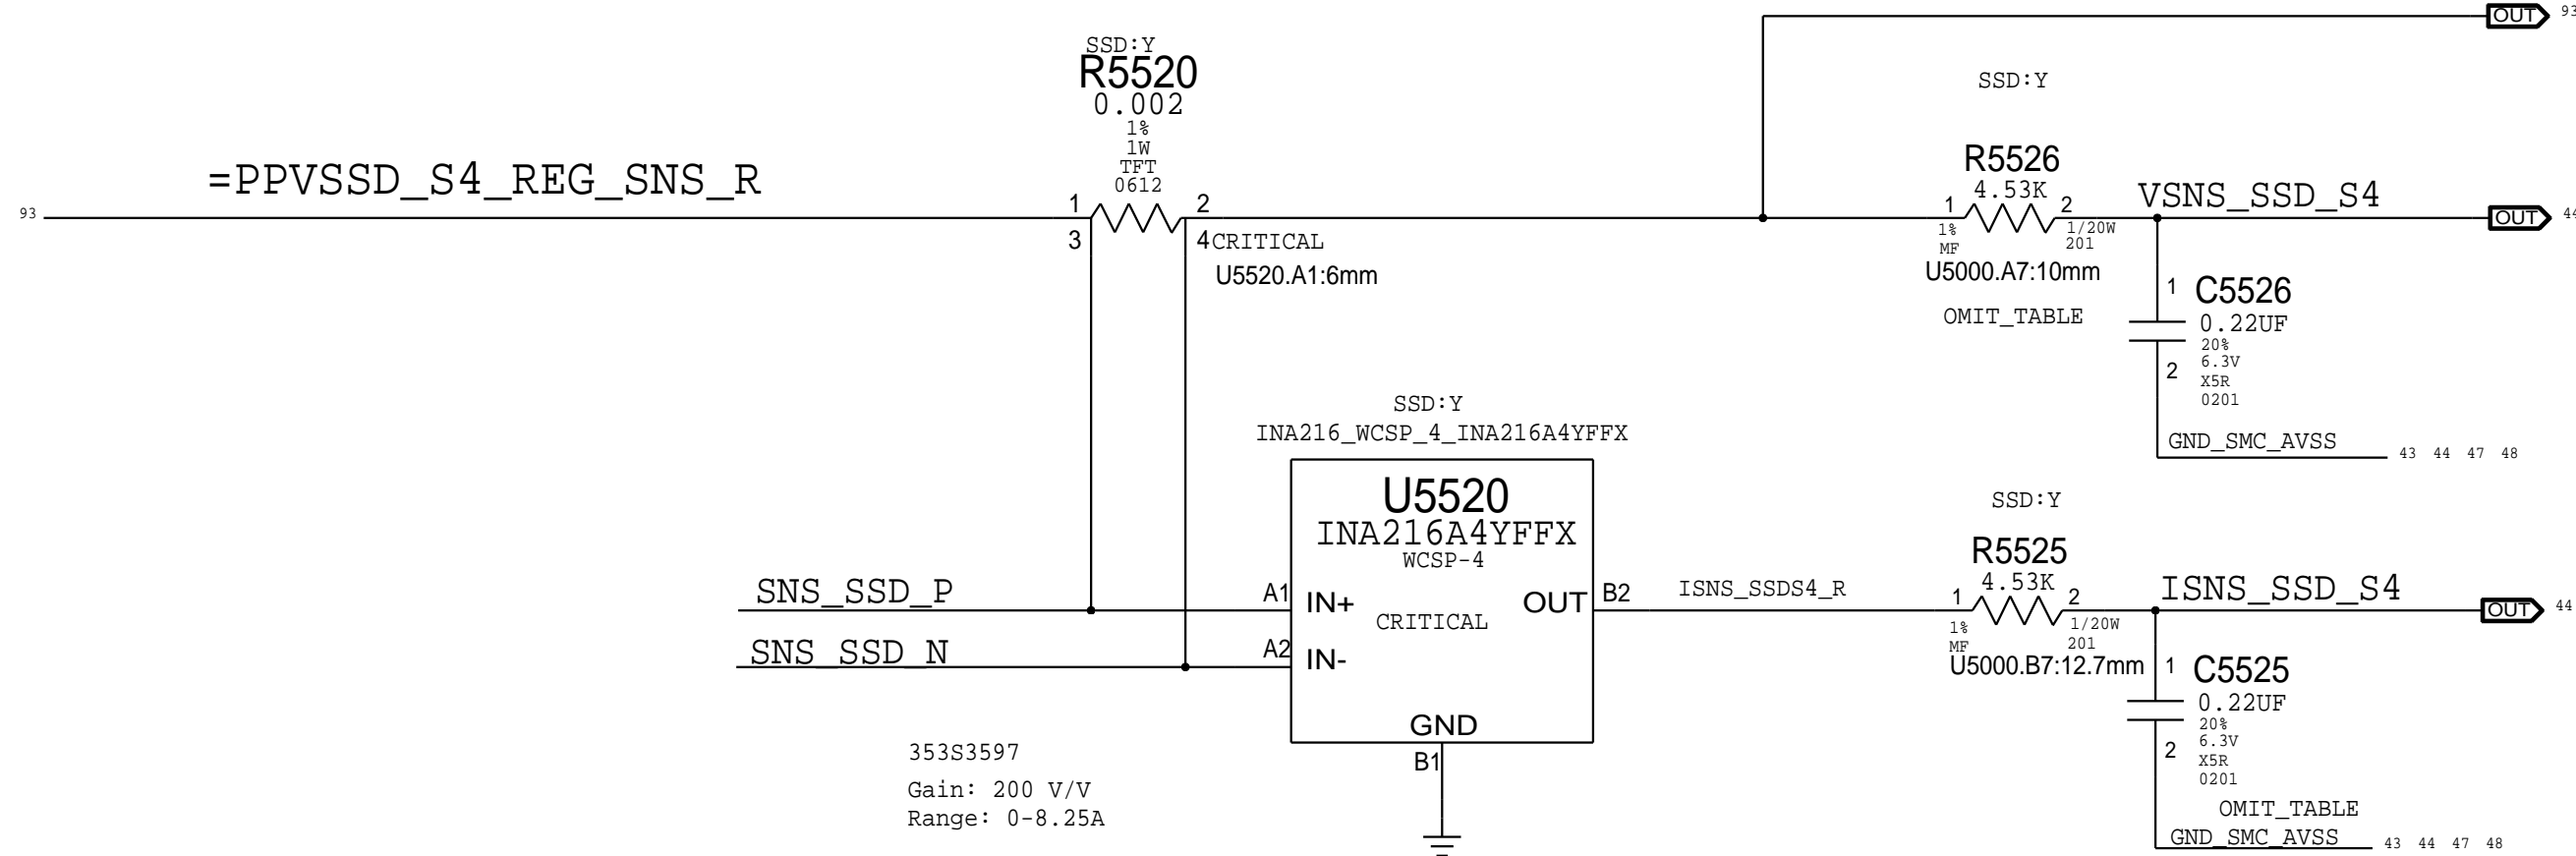 OUT 93
SSD:Y
R5520
0.002
1%
1W
TFT
0612
=PPVSSD_S4_REG_SNS_R
93
1 2
3 4 CRITICAL
U5520.A1:6mm
SSD:Y
R5526
4.53K
1 2
1% 1/20W
MF 201
U5000.A7:10mm
OMIT_TABLE
VSNS_SSD_S4
OUT 44
1 C5526
0.22UF
20%
6.3V
2 X5R
0201
GND_SMC_AVSS 43 44 47 48
SSD:Y
INA216_WCSP_4_INA216A4YFFX
U5520
INA216A4YFFX
WCSP-4
SNS_SSD_P A1 IN+
CRITICAL
OUT B2 ISNS_SSDS4_R
SNS_SSD_N A2 IN-
GND
B1
SSD:Y
R5525
4.53K
1 2
1% 1/20W
MF 201
U5000.B7:12.7mm
ISNS_SSD_S4
OUT 44
1 C5525
0.22UF
20%
6.3V
2 X5R
0201
OMIT_TABLE
GND_SMC_AVSS 43 44 47 48
353S3597
Gain: 200 V/V
Range: 0-8.25A